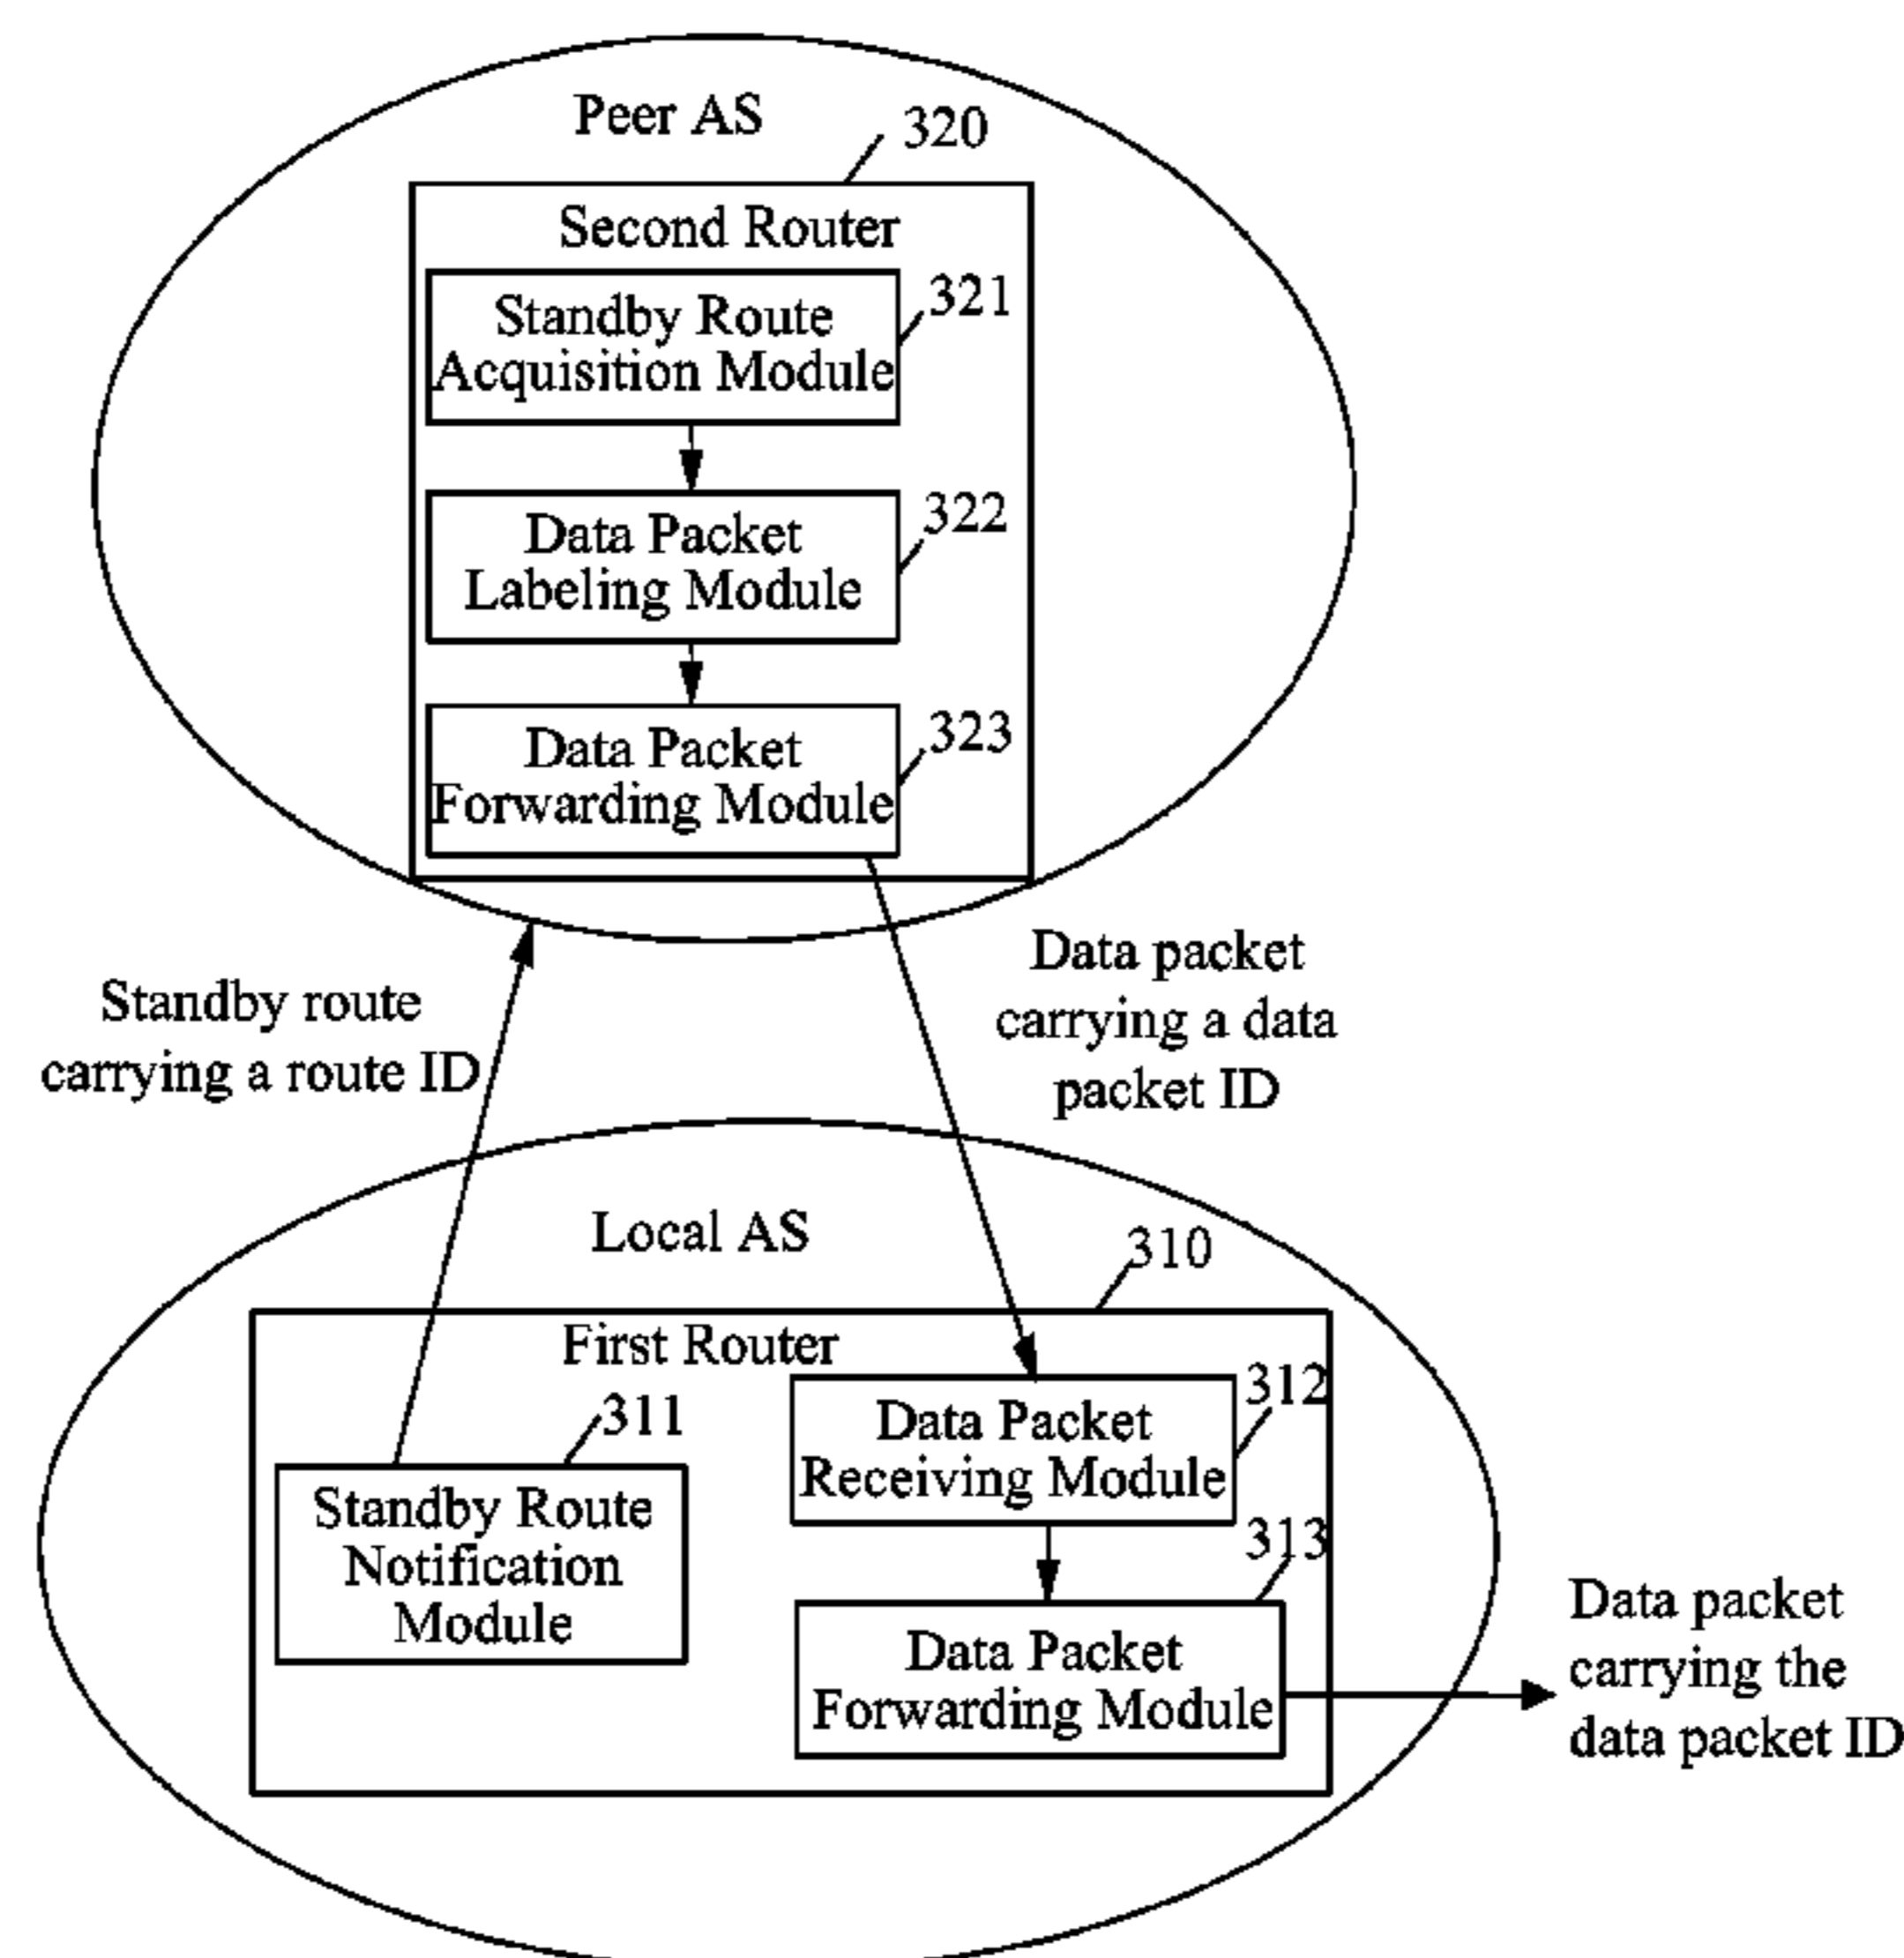 Peer AS
320
Second Router
321
Standby Route
Acquisition Module
322
Data Packet
Labeling Module
323
Data Packet
Forwarding Module
Standby route
carrying a route ID
Data packet
carrying a data
packet ID
Local AS
310
First Router
311
Standby Route
Notification
Module
312
Data Packet
Receiving Module
313
Data Packet
Forwarding Module
Data packet
carrying the
data packet ID